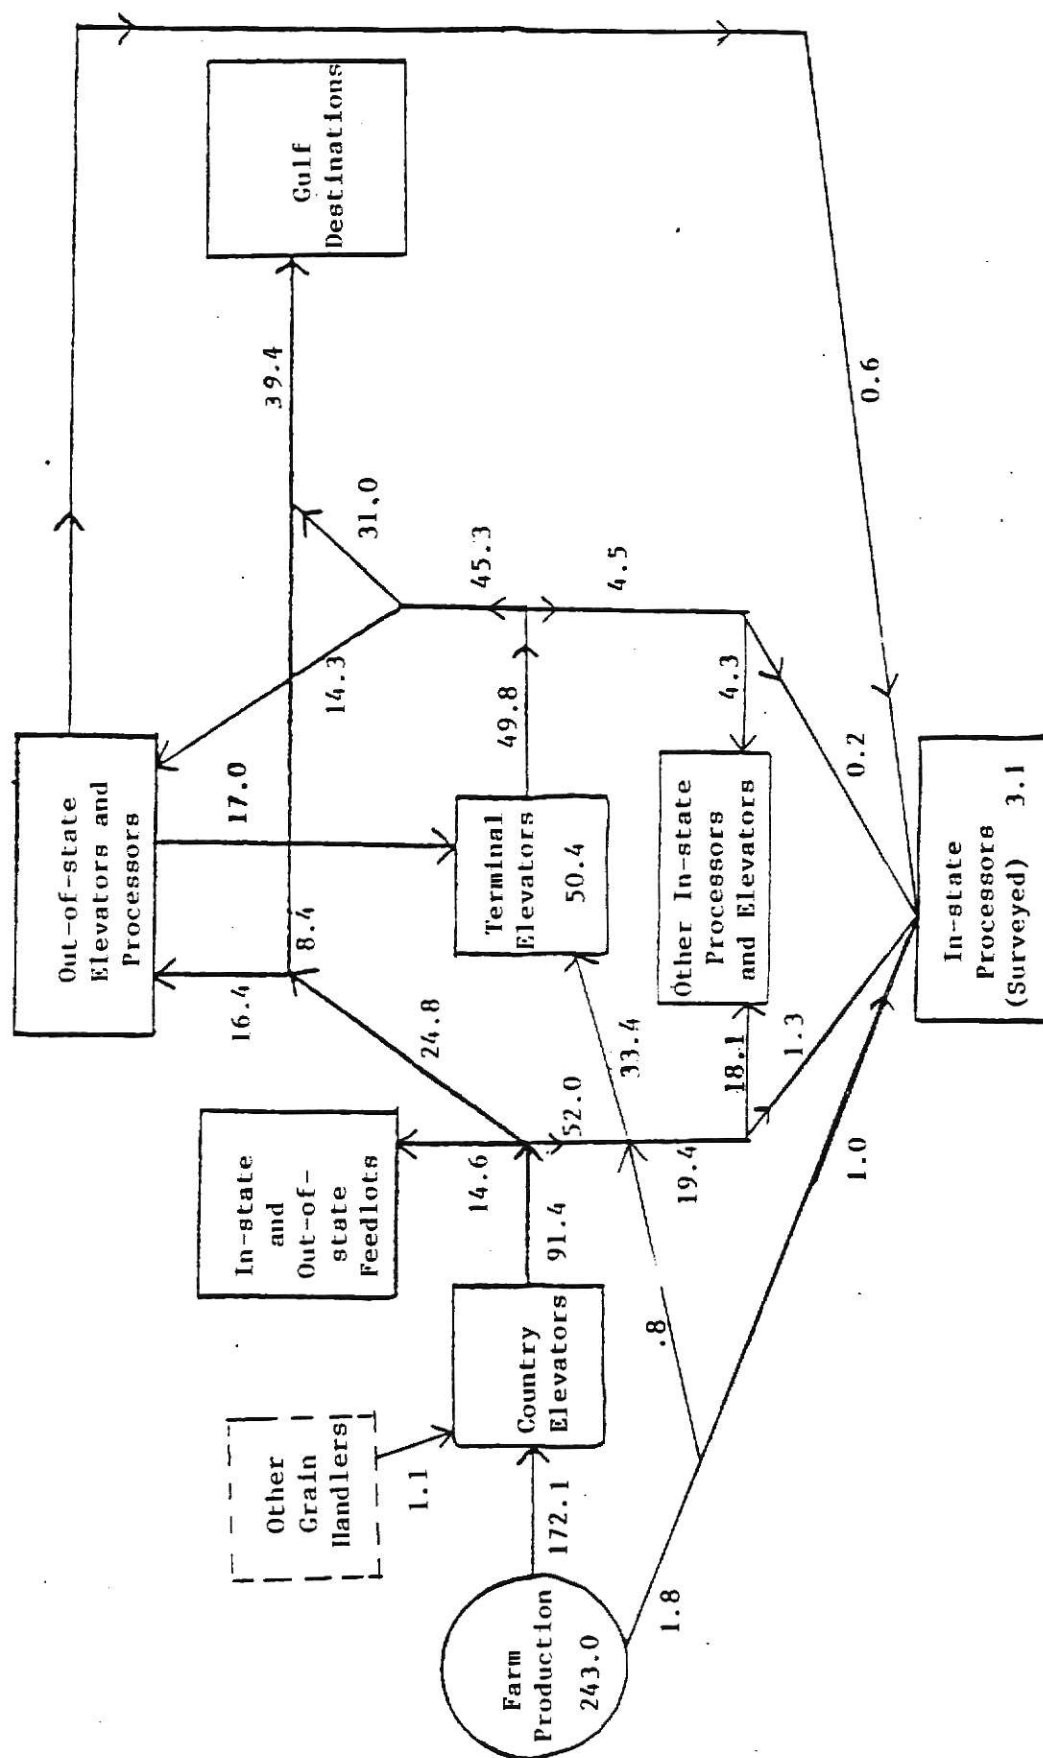 Out-of-state
Elevators and
Processors
Gulf
Destinations
39.4
31.0
14.3
17.0
16.4
8.4
24.8
45.3
4.5
49.8
Terminal
Elevators
50.4
In-state
and
Out-of-
state
Feedlots
14.6
52.0
33.4
91.4
19.4
18.1
4.3
Other In-state
Processors
and Elevators
0.2
0.6
1.3
1.0
Other
Grain
Handlers
1.1
Country
Elevators
.8
172.1
Farm
Production
243.0
1.8
In-state
Processors
(Surveyed) 3.1